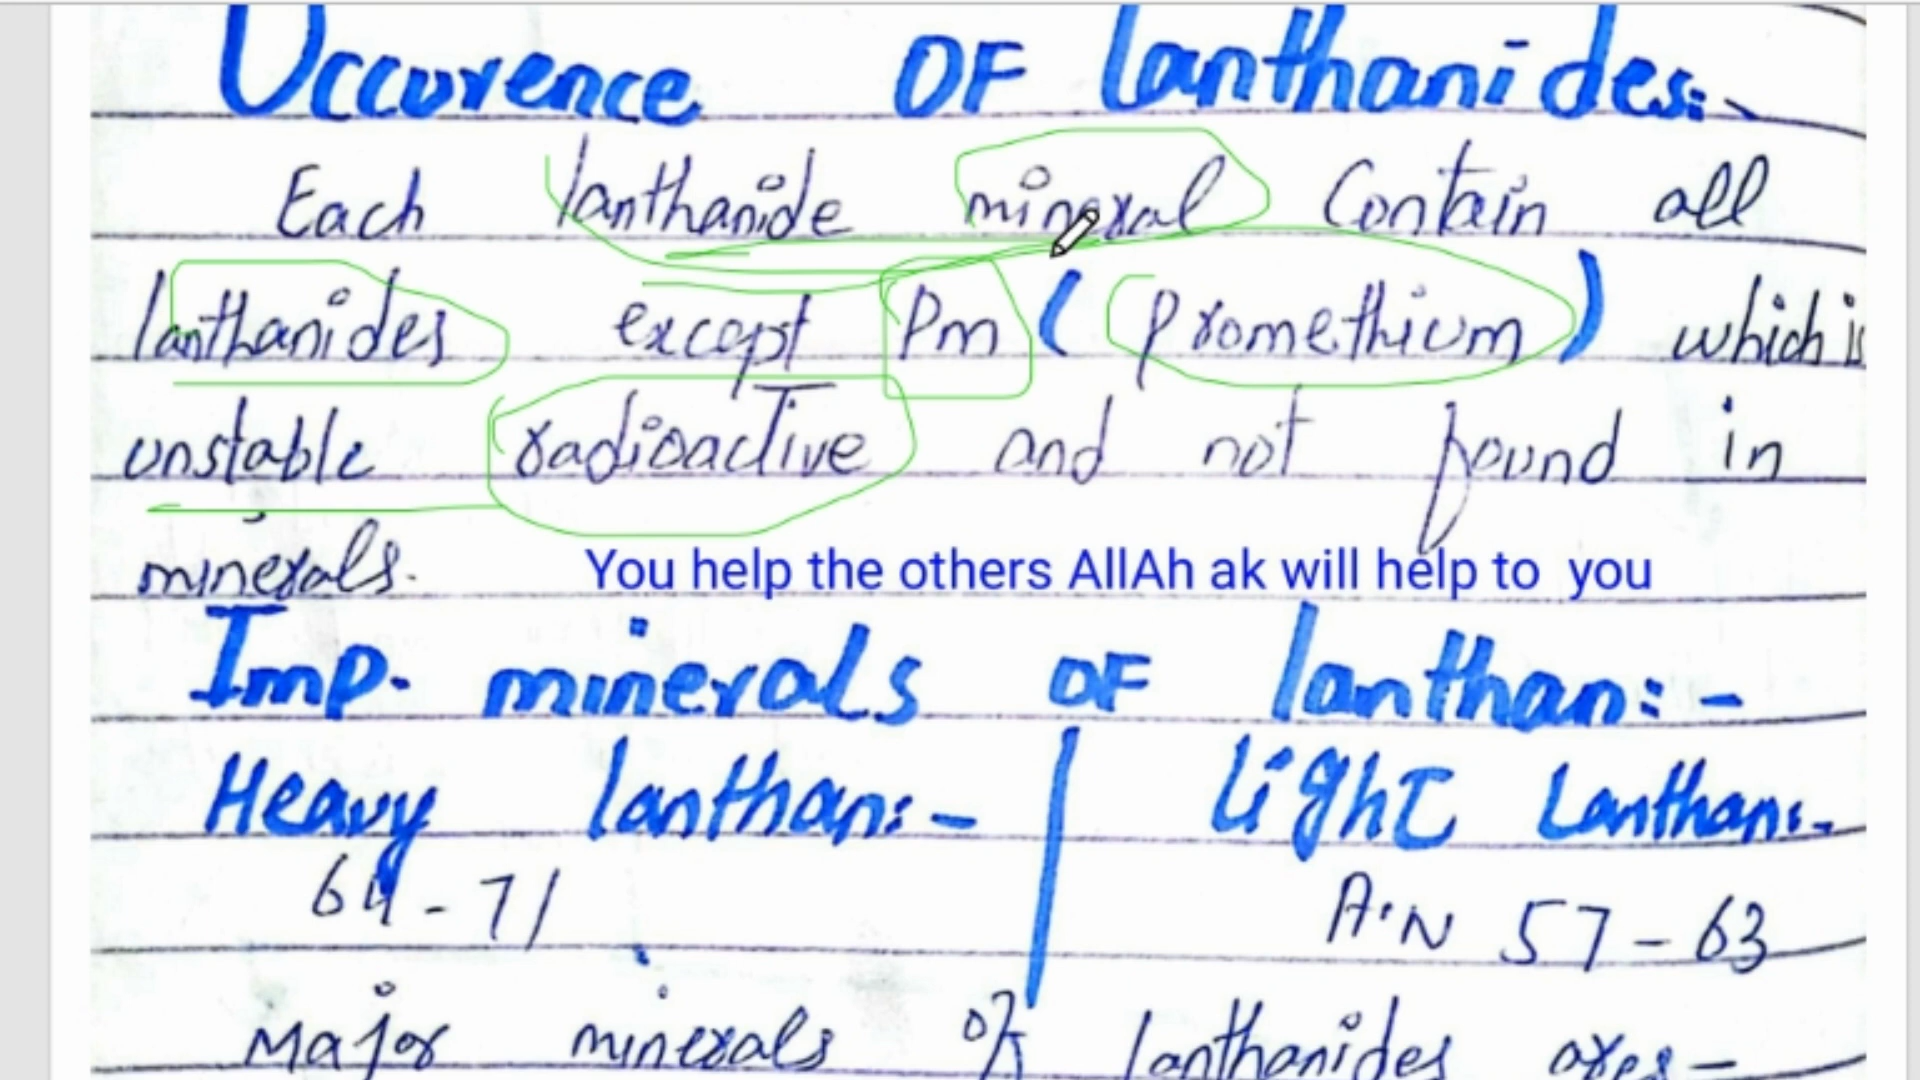 Occurence OF lanthanides:-
Each lanthanide mineral Contain all
lanthanides except Pm ( promethium ) which is
unstable radioactive and not found in
minerals.
You help the others AllAh ak will help to you
Imp. minerals OF lanthan:-
Heavy lanthan:- Light Lanthan:-
64-71 A.N 57-63
Major minerals of lanthanides ares-